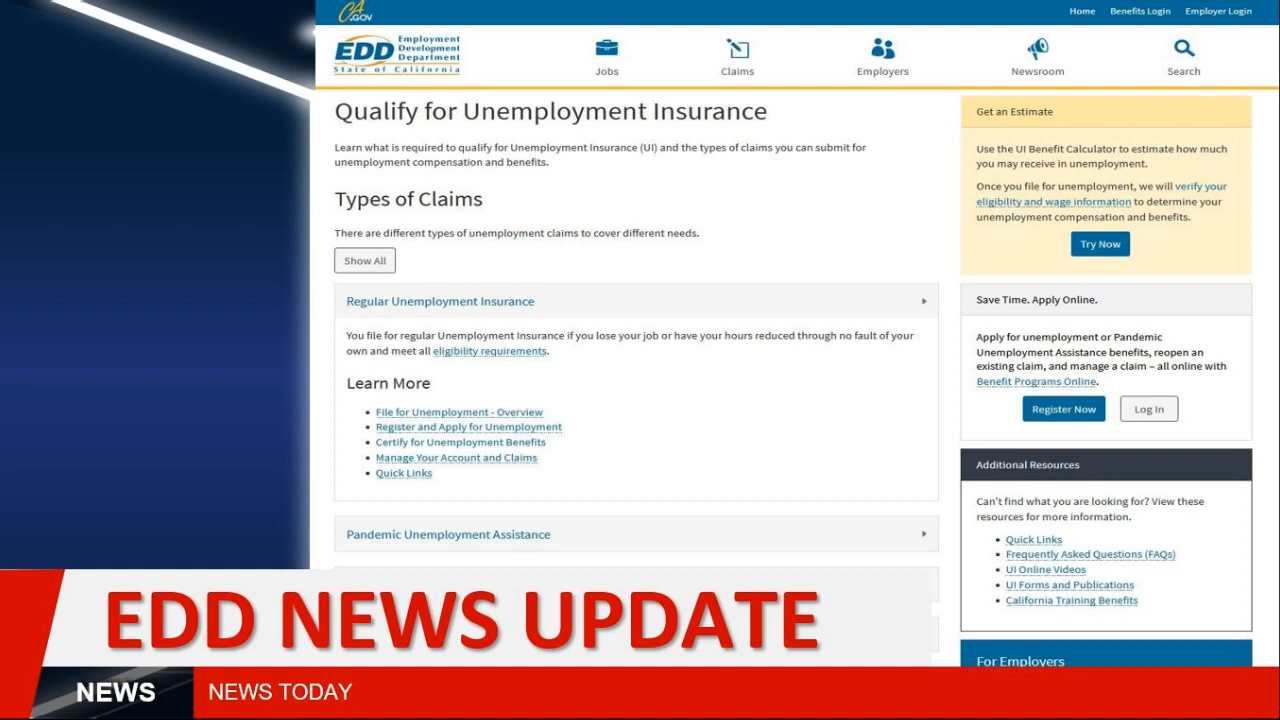 CA.GOV
Home Benefits Login Employer Login
EDD Employment
Development
Department
State of California
Jobs Claims Employers Newsroom Search
Qualify for Unemployment Insurance
Learn what is required to qualify for Unemployment Insurance (UI) and the types of claims you can submit for
unemployment compensation and benefits.
Types of Claims
There are different types of unemployment claims to cover different needs.
Show All
Regular Unemployment Insurance
You file for regular Unemployment Insurance if you lose your job or have your hours reduced through no fault of your
own and meet all eligibility requirements.
Learn More
• File for Unemployment - Overview
• Register and Apply for Unemployment
• Certify for Unemployment Benefits
• Manage Your Account and Claims
• Quick Links
Pandemic Unemployment Assistance
Get an Estimate
Use the UI Benefit Calculator to estimate how much
you may receive in unemployment.
Once you file for unemployment, we will verify your
eligibility and wage information to determine your
unemployment compensation and benefits.
Try Now
Save Time. Apply Online.
Apply for unemployment or Pandemic
Unemployment Assistance benefits, reopen an
existing claim, and manage a claim – all online with
Benefit Programs Online.
Register Now Log In
Additional Resources
Can't find what you are looking for? View these
resources for more information.
• Quick Links
• Frequently Asked Questions (FAQs)
• UI Online Videos
• UI Forms and Publications
• California Training Benefits
For Employers
EDD NEWS UPDATE
NEWS NEWS TODAY